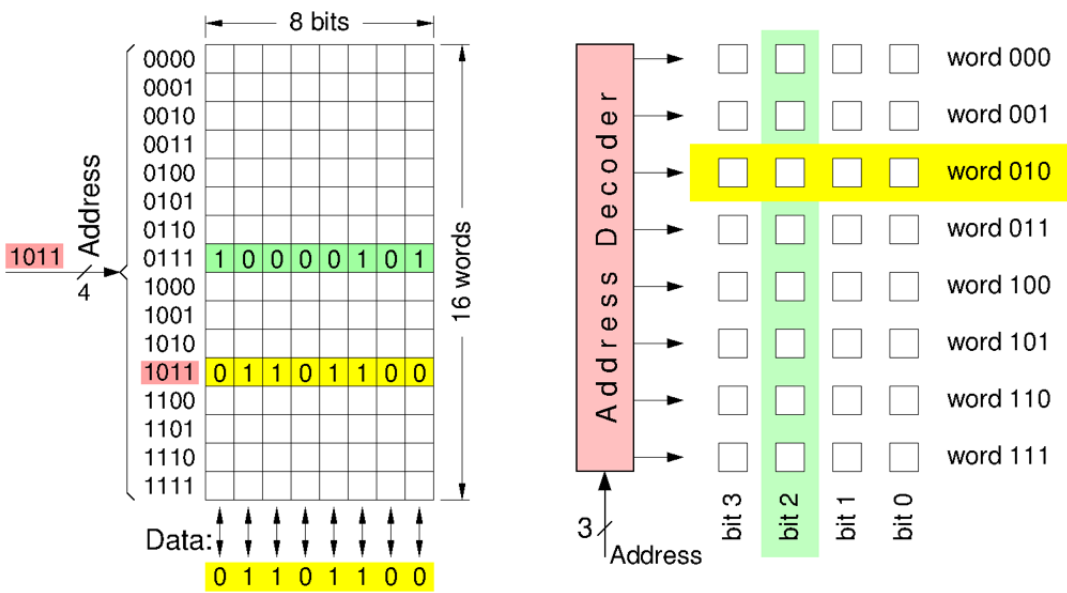 8 bits
0000
0001
0010
0011
0100
0101
0110
0111 1 0 0 0 0 1 0 1
1000
1001
1010
1011 0 1 1 0 1 1 0 0
1100
1101
1110
1111
1011
Address
4
16 words
Data:
0 1 1 0 1 1 0 0
Address Decoder
word 000
word 001
word 010
word 011
word 100
word 101
word 110
word 111
bit 3
bit 2
bit 1
bit 0
3
Address